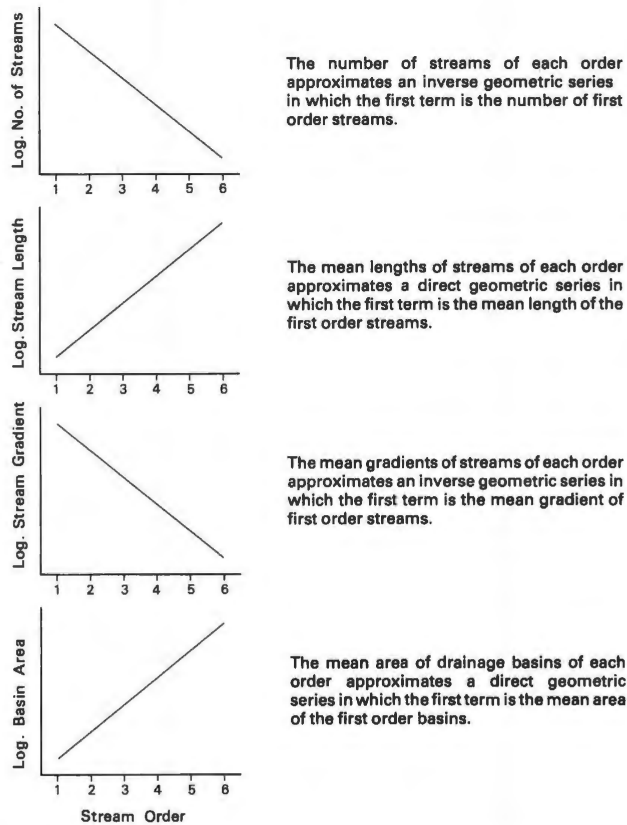 Log. No. of Streams
The number of streams of each order
approximates an inverse geometric series
in which the first term is the number of first
order streams.
1 2 3 4 5 6
Log. Stream Length
The mean lengths of streams of each order
approximates a direct geometric series in
which the first term is the mean length of the
first order streams.
1 2 3 4 5 6
Log. Stream Gradient
The mean gradients of streams of each order
approximates an inverse geometric series in
which the first term is the mean gradient of
first order streams.
1 2 3 4 5 6
Log. Basin Area
The mean area of drainage basins of each
order approximates a direct geometric
series in which the first term is the mean area
of the first order basins.
1 2 3 4 5 6
Stream Order